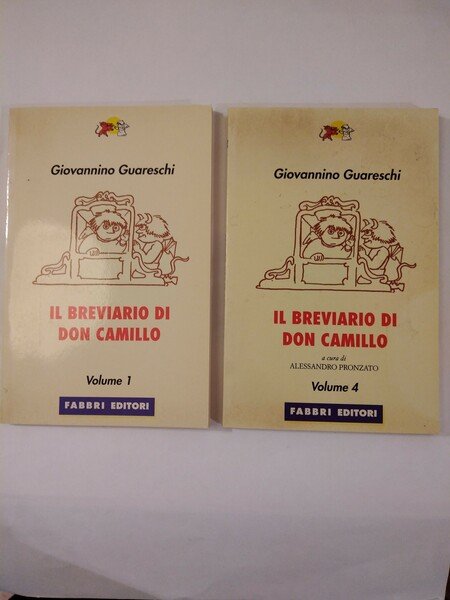 Giovannino Guareschi
IL BREVIARIO DI
DON CAMILLO
Volume 1
FABBRI EDITORI
Giovannino Guareschi
IL BREVIARIO DI
DON CAMILLO
a cura di
ALESSANDRO PRONZATO
Volume 4
FABBRI EDITORI